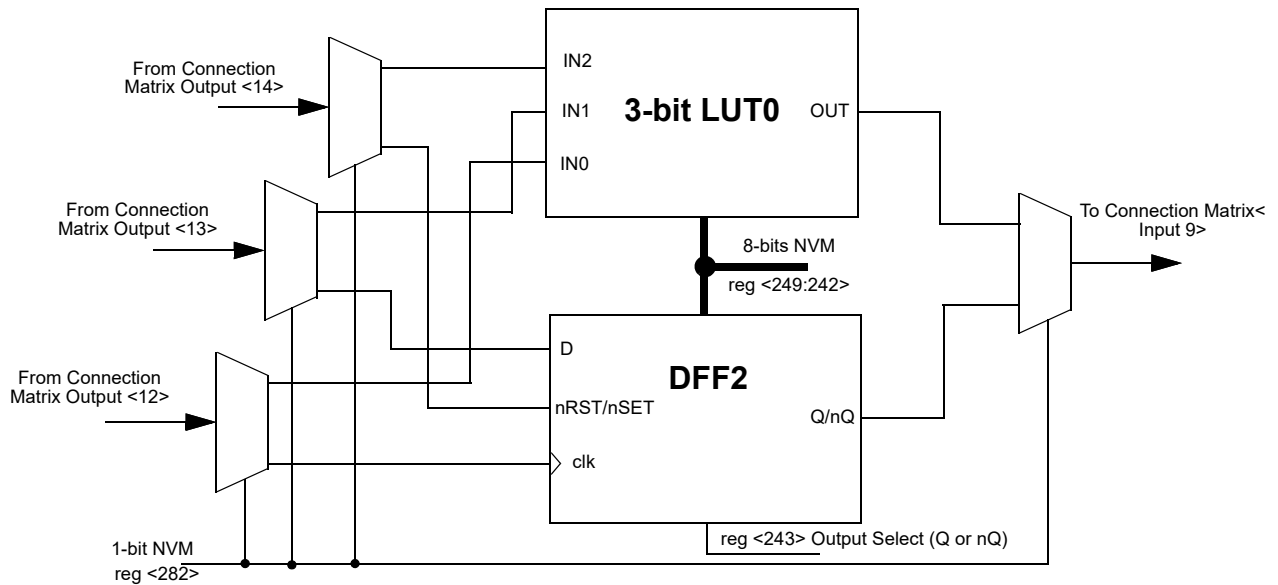 From Connection
Matrix Output <14>
IN2
IN1
IN0
3-bit LUT0
OUT
From Connection
Matrix Output <13>
To Connection Matrix<
Input 9>
8-bits NVM
reg <249:242>
From Connection
Matrix Output <12>
D
nRST/nSET
clk
DFF2
Q/nQ
reg <243> Output Select (Q or nQ)
1-bit NVM
reg <282>